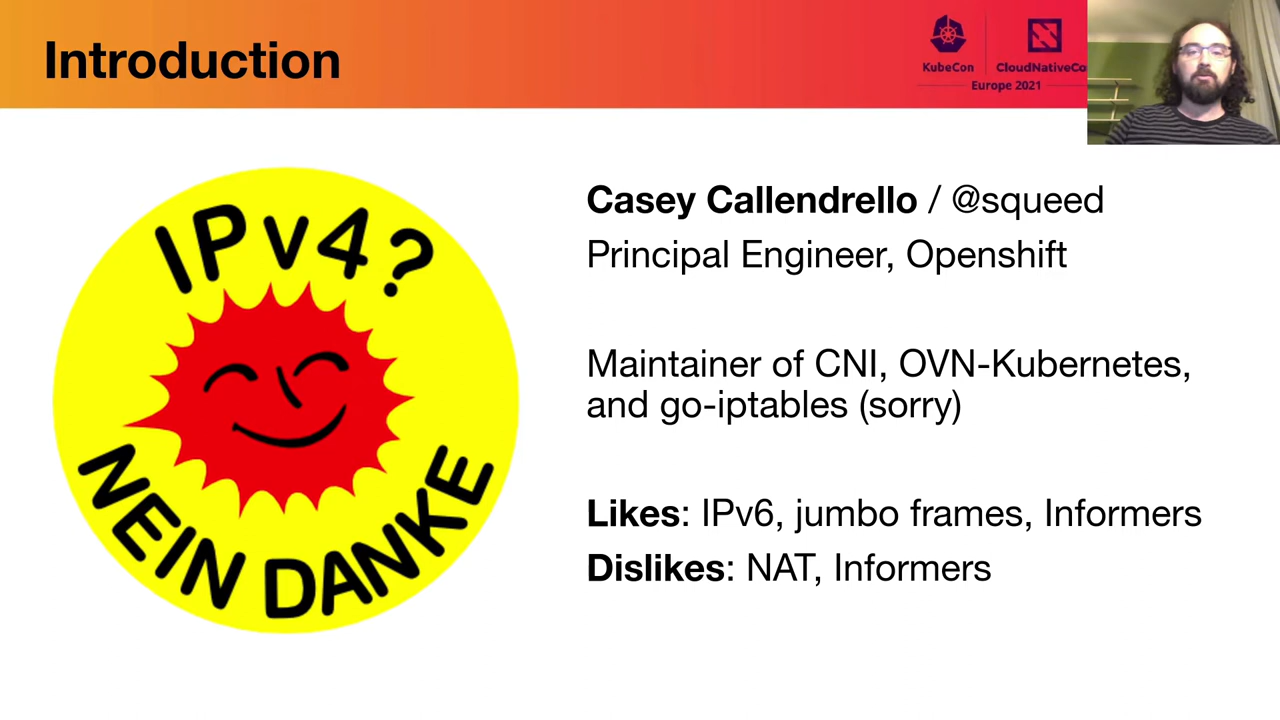 Introduction
KubeCon
CloudNativeCo
Europe 2021
IPv4?
NEIN DANKE
Casey Callendrello / @squeed
Principal Engineer, Openshift
Maintainer of CNI, OVN-Kubernetes,
and go-iptables (sorry)
Likes: IPv6, jumbo frames, Informers
Dislikes: NAT, Informers